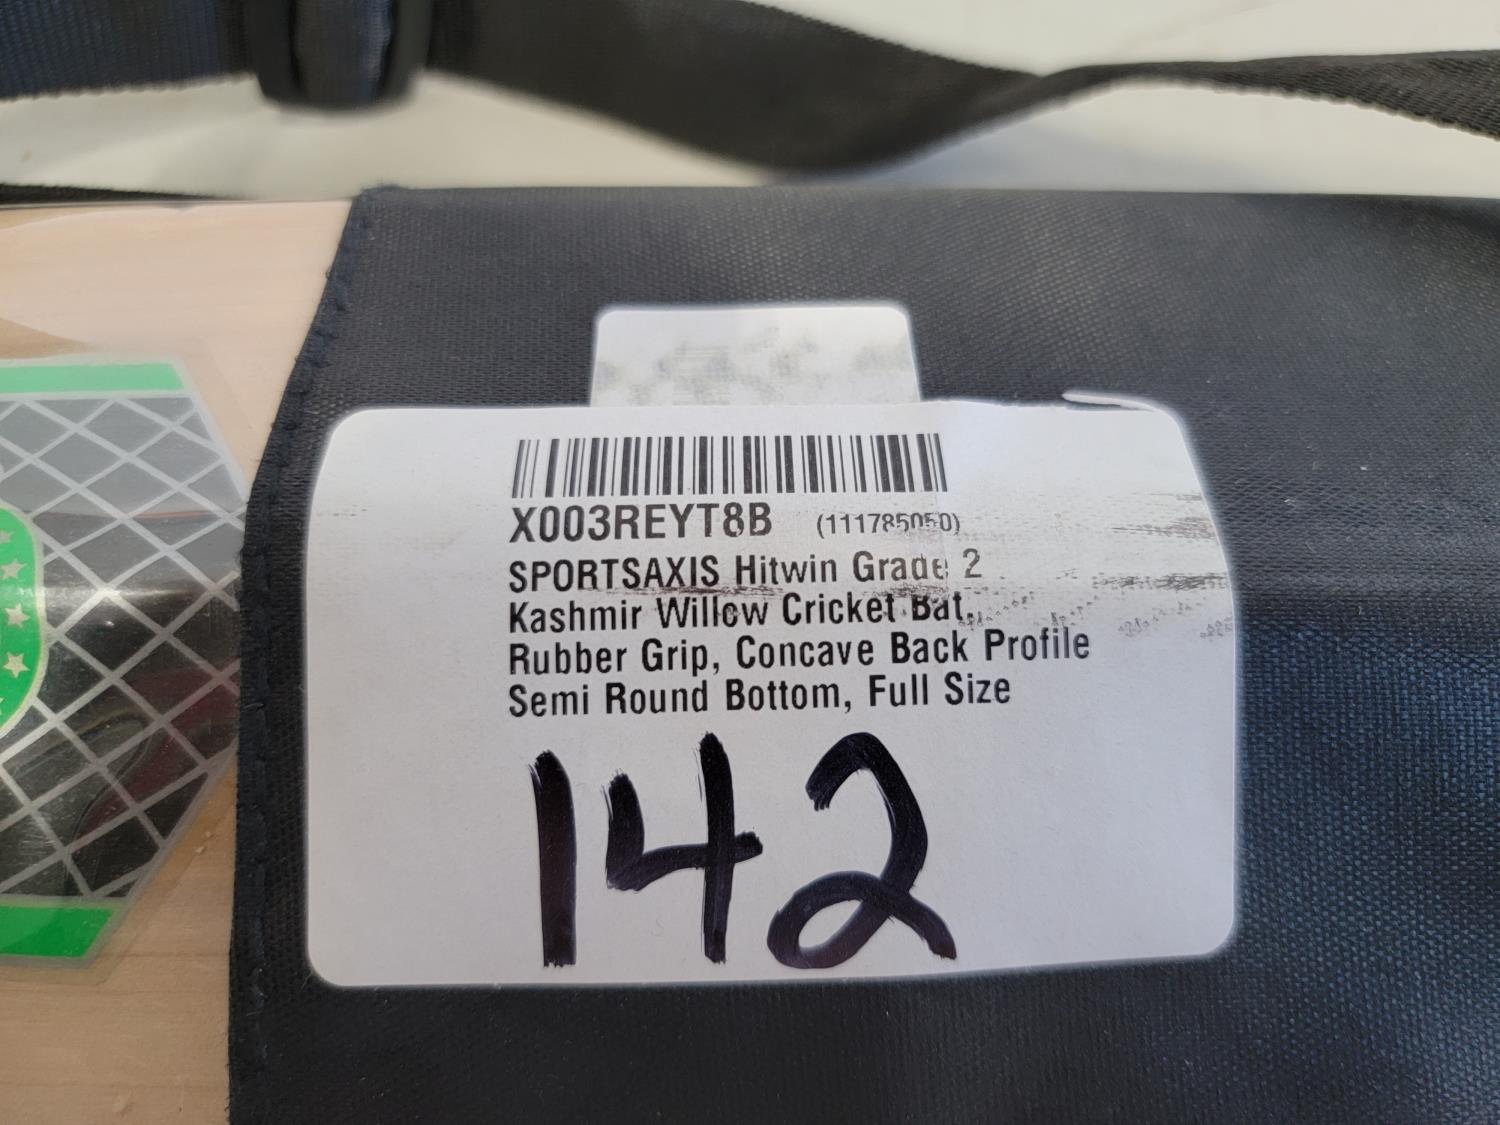 X003REYT8B (111785050)
SPORTSAXIS Hitwin Grade 2
Kashmir Willow Cricket Bat,
Rubber Grip, Concave Back Profile
Semi Round Bottom, Full Size
142